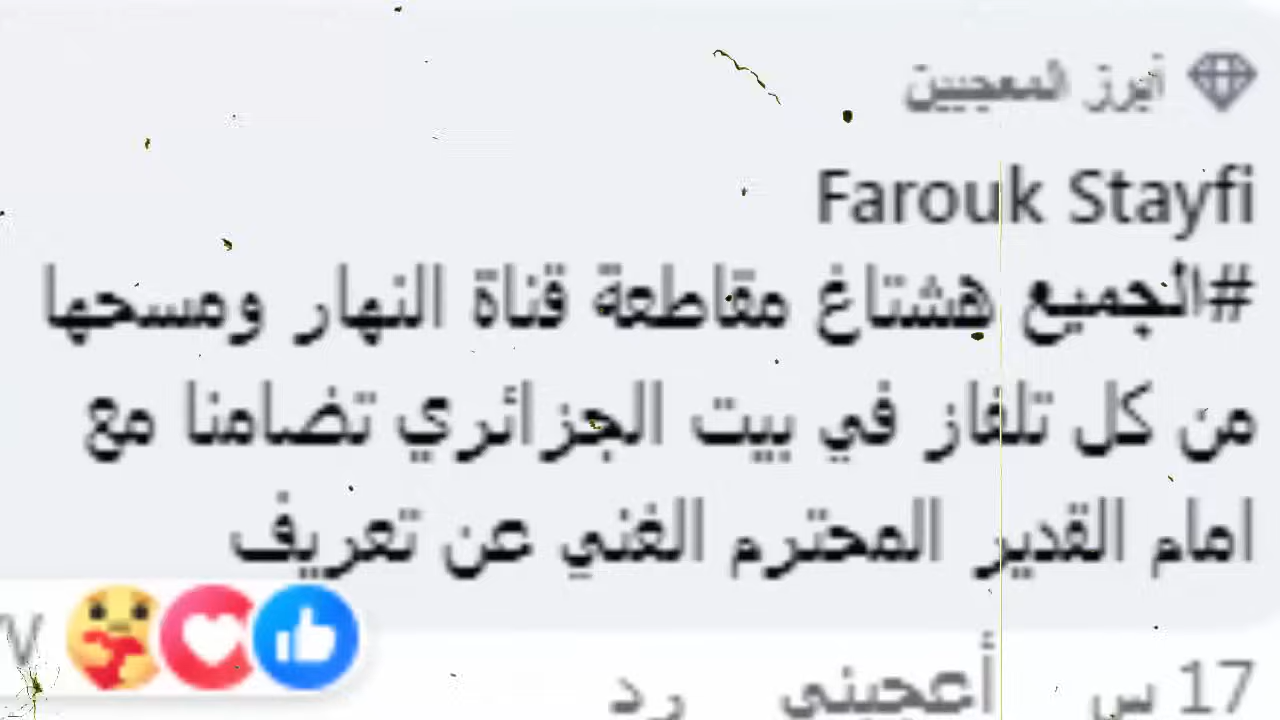 أبرز المعجبين
Farouk Stayfi
#الجميع هشتاغ مقاطعة قناة النهار ومسحها
من كل تلفاز في بيت الجزائري تضامنا مع
امام القدير المحترم الغني عن تعريف
17 س أعجبني رد